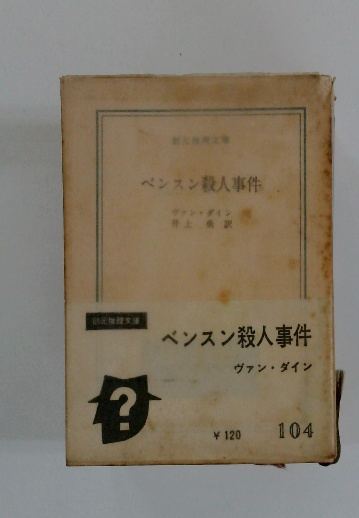 創元推理文庫
ベンスン殺人事件
ヴァン・ダイン
井上 勇 訳
創元推理文庫
ベンスン殺人事件
ヴァン・ダイン
?
¥120
104